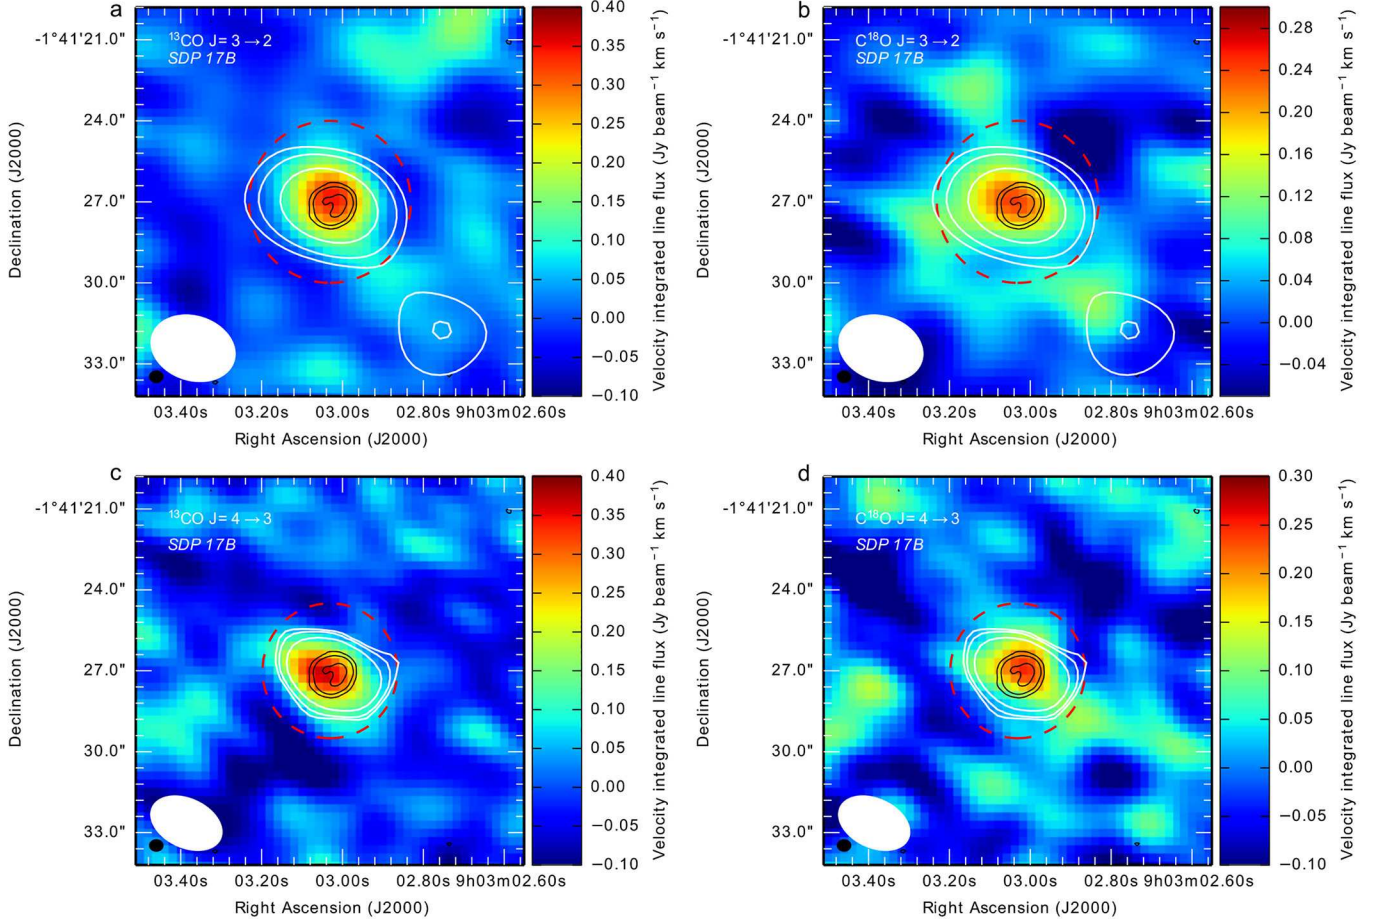 a
¹³CO J= 3 → 2
SDP 17B
-1°41'21.0"
24.0"
27.0"
30.0"
33.0"
Declination (J2000)
03.40s 03.20s 03.00s 02.80s 9h03m02.60s
Right Ascension (J2000)
0.40
0.35
0.30
0.25
0.20
0.15
0.10
0.05
0.00
−0.05
−0.10
Velocity integrated line flux (Jy beam⁻¹ km s⁻¹)
b
C¹⁸O J= 3 → 2
SDP 17B
-1°41'21.0"
24.0"
27.0"
30.0"
33.0"
Declination (J2000)
03.40s 03.20s 03.00s 02.80s 9h03m02.60s
Right Ascension (J2000)
0.28
0.24
0.20
0.16
0.12
0.08
0.04
0.00
−0.04
Velocity integrated line flux (Jy beam⁻¹ km s⁻¹)
c
¹³CO J= 4 → 3
SDP 17B
-1°41'21.0"
24.0"
27.0"
30.0"
33.0"
Declination (J2000)
03.40s 03.20s 03.00s 02.80s 9h03m02.60s
Right Ascension (J2000)
0.40
0.35
0.30
0.25
0.20
0.15
0.10
0.05
0.00
−0.05
−0.10
Velocity integrated line flux (Jy beam⁻¹ km s⁻¹)
d
C¹⁸O J= 4 → 3
SDP 17B
-1°41'21.0"
24.0"
27.0"
30.0"
33.0"
Declination (J2000)
03.40s 03.20s 03.00s 02.80s 9h03m02.60s
Right Ascension (J2000)
0.30
0.25
0.20
0.15
0.10
0.05
0.00
−0.05
−0.10
Velocity integrated line flux (Jy beam⁻¹ km s⁻¹)